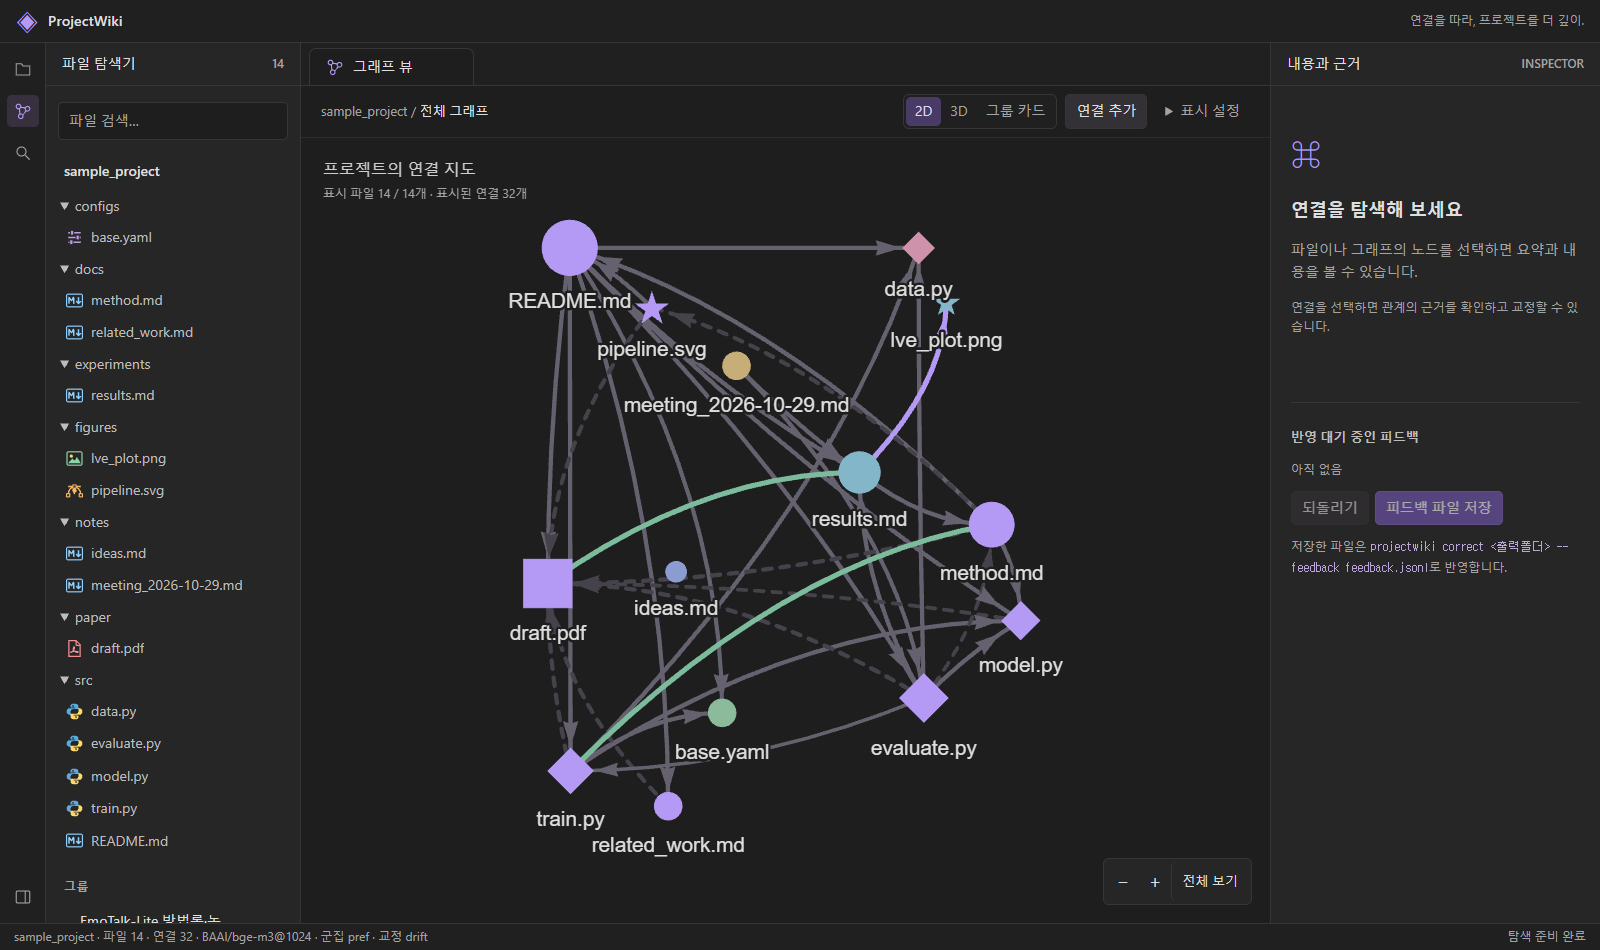 ProjectWiki
연결을 따라, 프로젝트를 더 깊이.
파일 탐색기 14
파일 검색...
sample_project
▼ configs
base.yaml
▼ docs
method.md
related_work.md
▼ experiments
results.md
▼ figures
lve_plot.png
pipeline.svg
▼ notes
ideas.md
meeting_2026-10-29.md
▼ paper
draft.pdf
▼ src
data.py
evaluate.py
model.py
train.py
README.md
그룹
EmoTalk-Lite 방법론·논
그래프 뷰
sample_project / 전체 그래프
2D 3D 그룹 카드 연결 추가 ▶ 표시 설정
프로젝트의 연결 지도
표시 파일 14 / 14개 · 표시된 연결 32개
README.md
data.py
pipeline.svg
lve_plot.png
meeting_2026-10-29.md
results.md
method.md
ideas.md
draft.pdf
model.py
base.yaml
evaluate.py
train.py
related_work.md
− + 전체 보기
내용과 근거 INSPECTOR
연결을 탐색해 보세요
파일이나 그래프의 노드를 선택하면 요약과 내
용을 볼 수 있습니다.
연결을 선택하면 관계의 근거를 확인하고 교정할 수 있
습니다.
반영 대기 중인 피드백
아직 없음
되돌리기 피드백 파일 저장
저장한 파일은 projectwiki correct <출력폴더> --
feedback feedback.jsonl로 반영합니다.
sample_project · 파일 14 · 연결 32 · BAAI/bge-m3@1024 · 군집 pref · 교정 drift
탐색 준비 완료